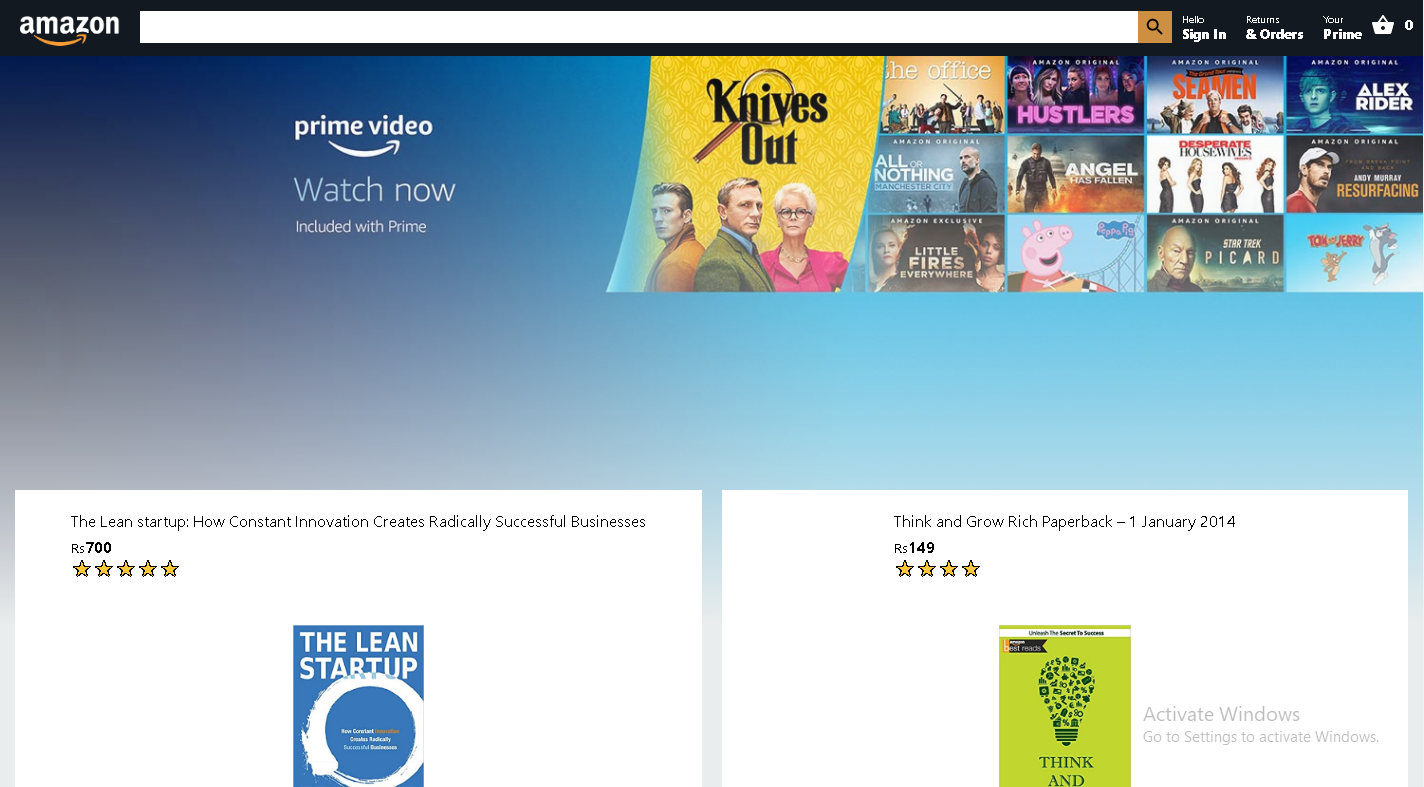 amazon
Hello
Sign In
Returns
& Orders
Your
Prime
0
prime video
Watch now
Included with Prime
Knives
Out
the office
AMAZON ORIGINAL
HUSTLERS
AMAZON ORIGINAL
The Grand Tour
SEAMEN
AMAZON ORIGINAL
ALEX
RIDER
AMAZON ORIGINAL
ALL OR
NOTHING
MANCHESTER CITY
ANGEL
HAS FALLEN
DESPERATE
HOUSEWIVES
AMAZON ORIGINAL
ANDY MURRAY
RESURFACING
AMAZON EXCLUSIVE
LITTLE
FIRES
EVERYWHERE
Peppa Pig
AMAZON ORIGINAL
STAR TREK
PICARD
TOM AND JERRY
The Lean startup: How Constant Innovation Creates Radically Successful Businesses
Rs700
THE LEAN
STARTUP
How Constant Innovation
Creates Radically
Successful Businesses
Think and Grow Rich Paperback – 1 January 2014
Rs149
Unleash The Secret To Success
best reads
THINK
AND
Activate Windows
Go to Settings to activate Windows.